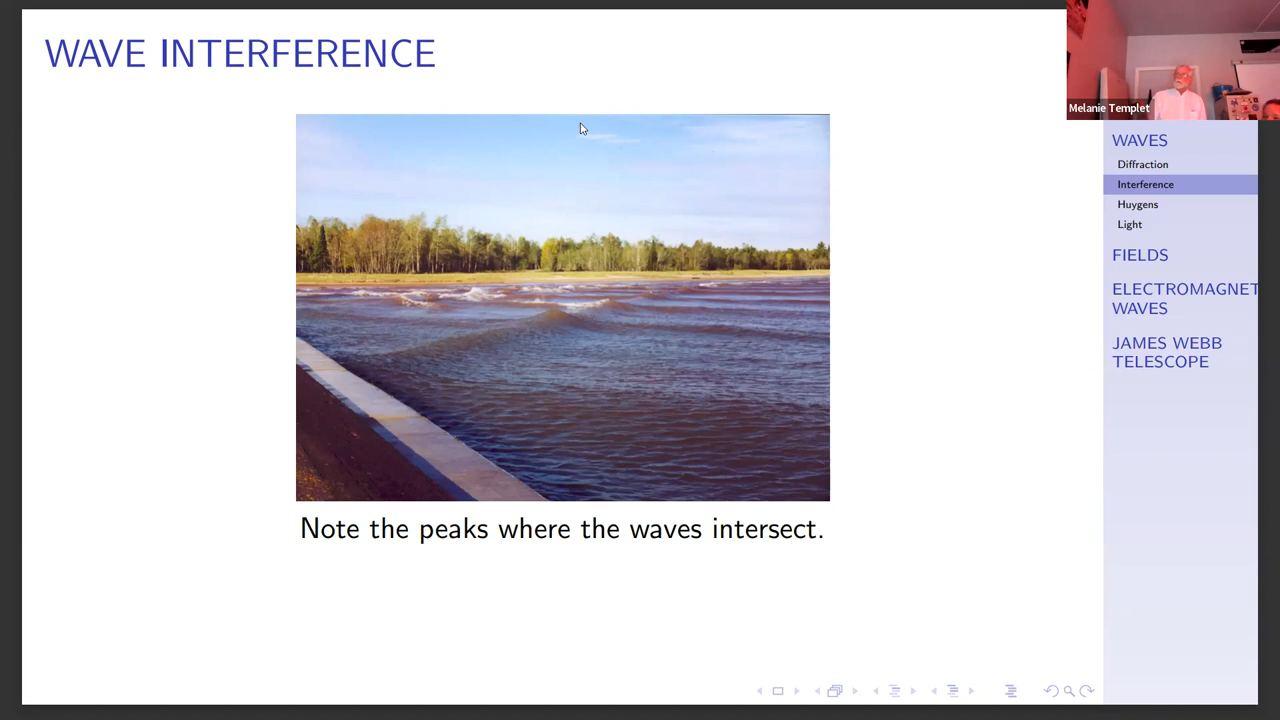 WAVE INTERFERENCE
Note the peaks where the waves intersect.
Melanie Templet
WAVES
Diffraction
Interference
Huygens
Light
FIELDS
ELECTROMAGNET
WAVES
JAMES WEBB
TELESCOPE